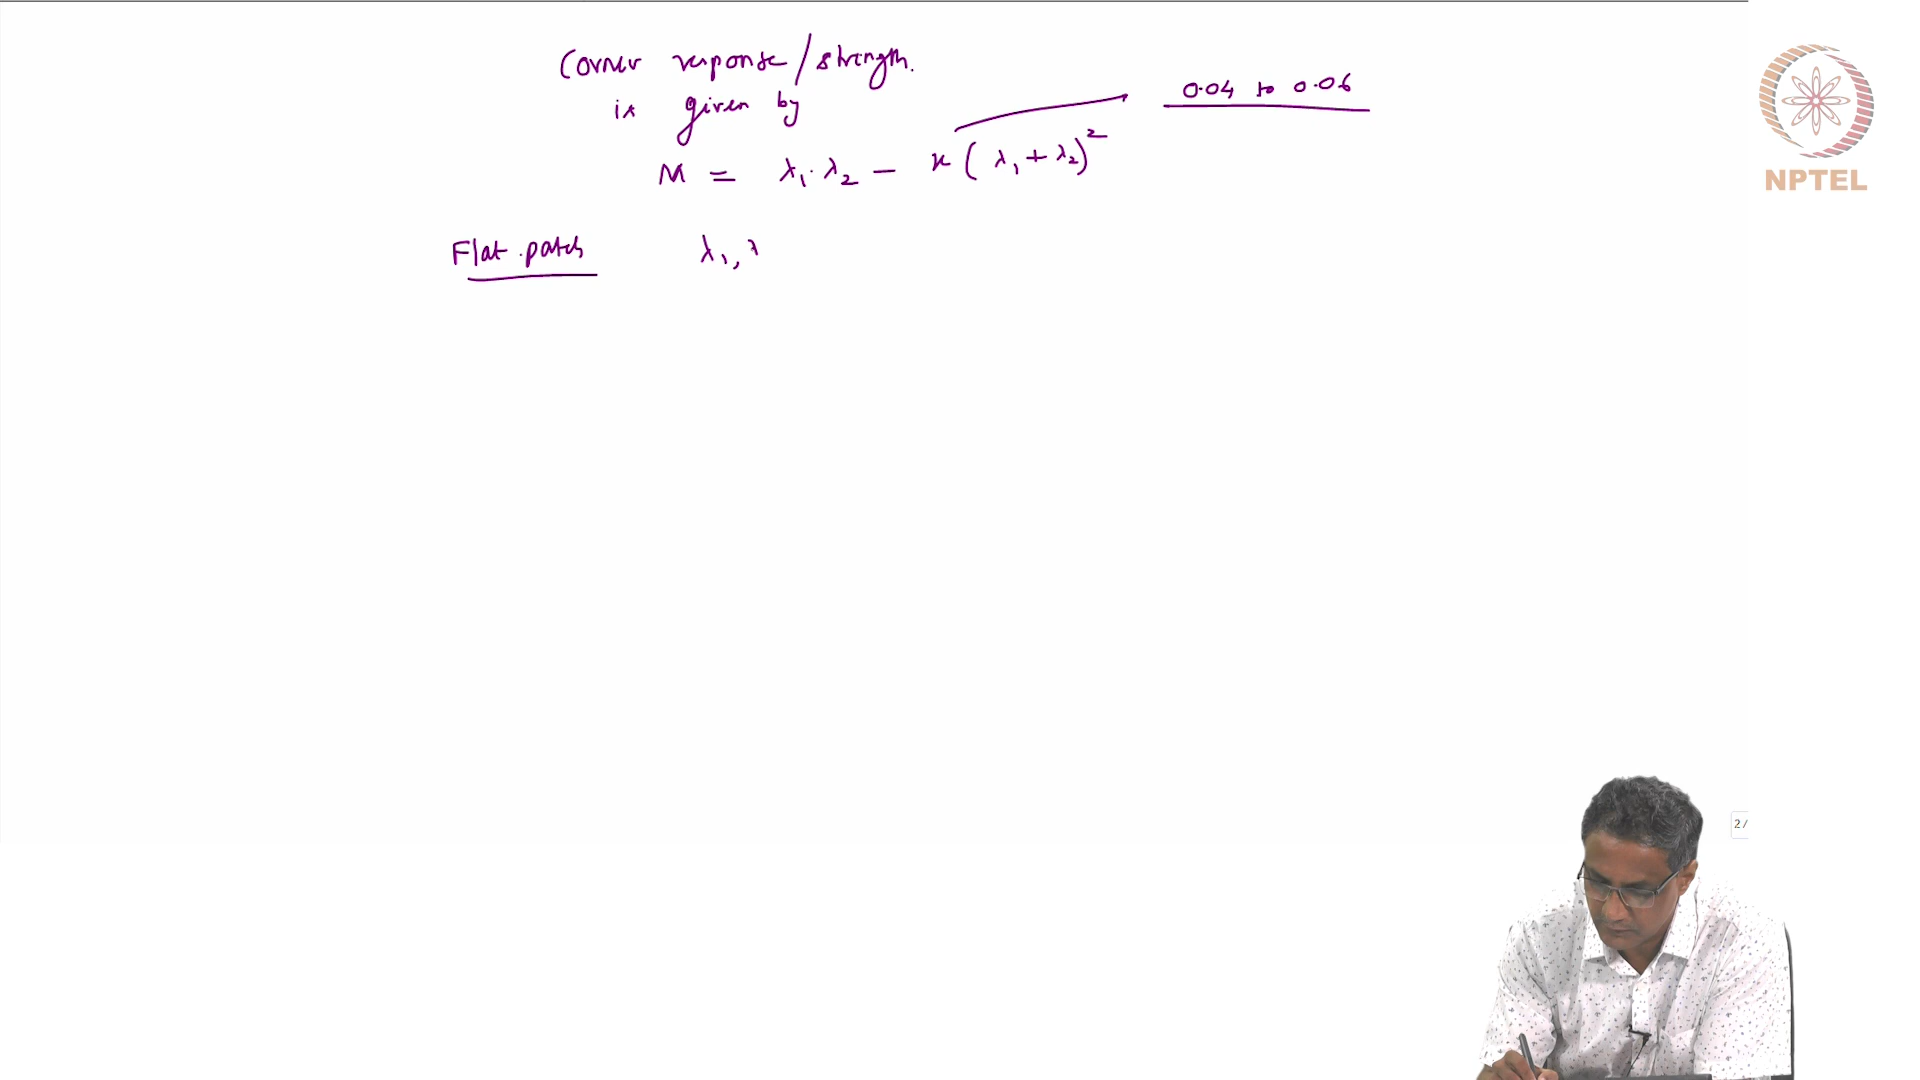 Corner response/strength.
is given by
0.04 to 0.06
M = λ₁·λ₂ − κ(λ₁+λ₂)²
Flat patch λ₁, λ
NPTEL
2/